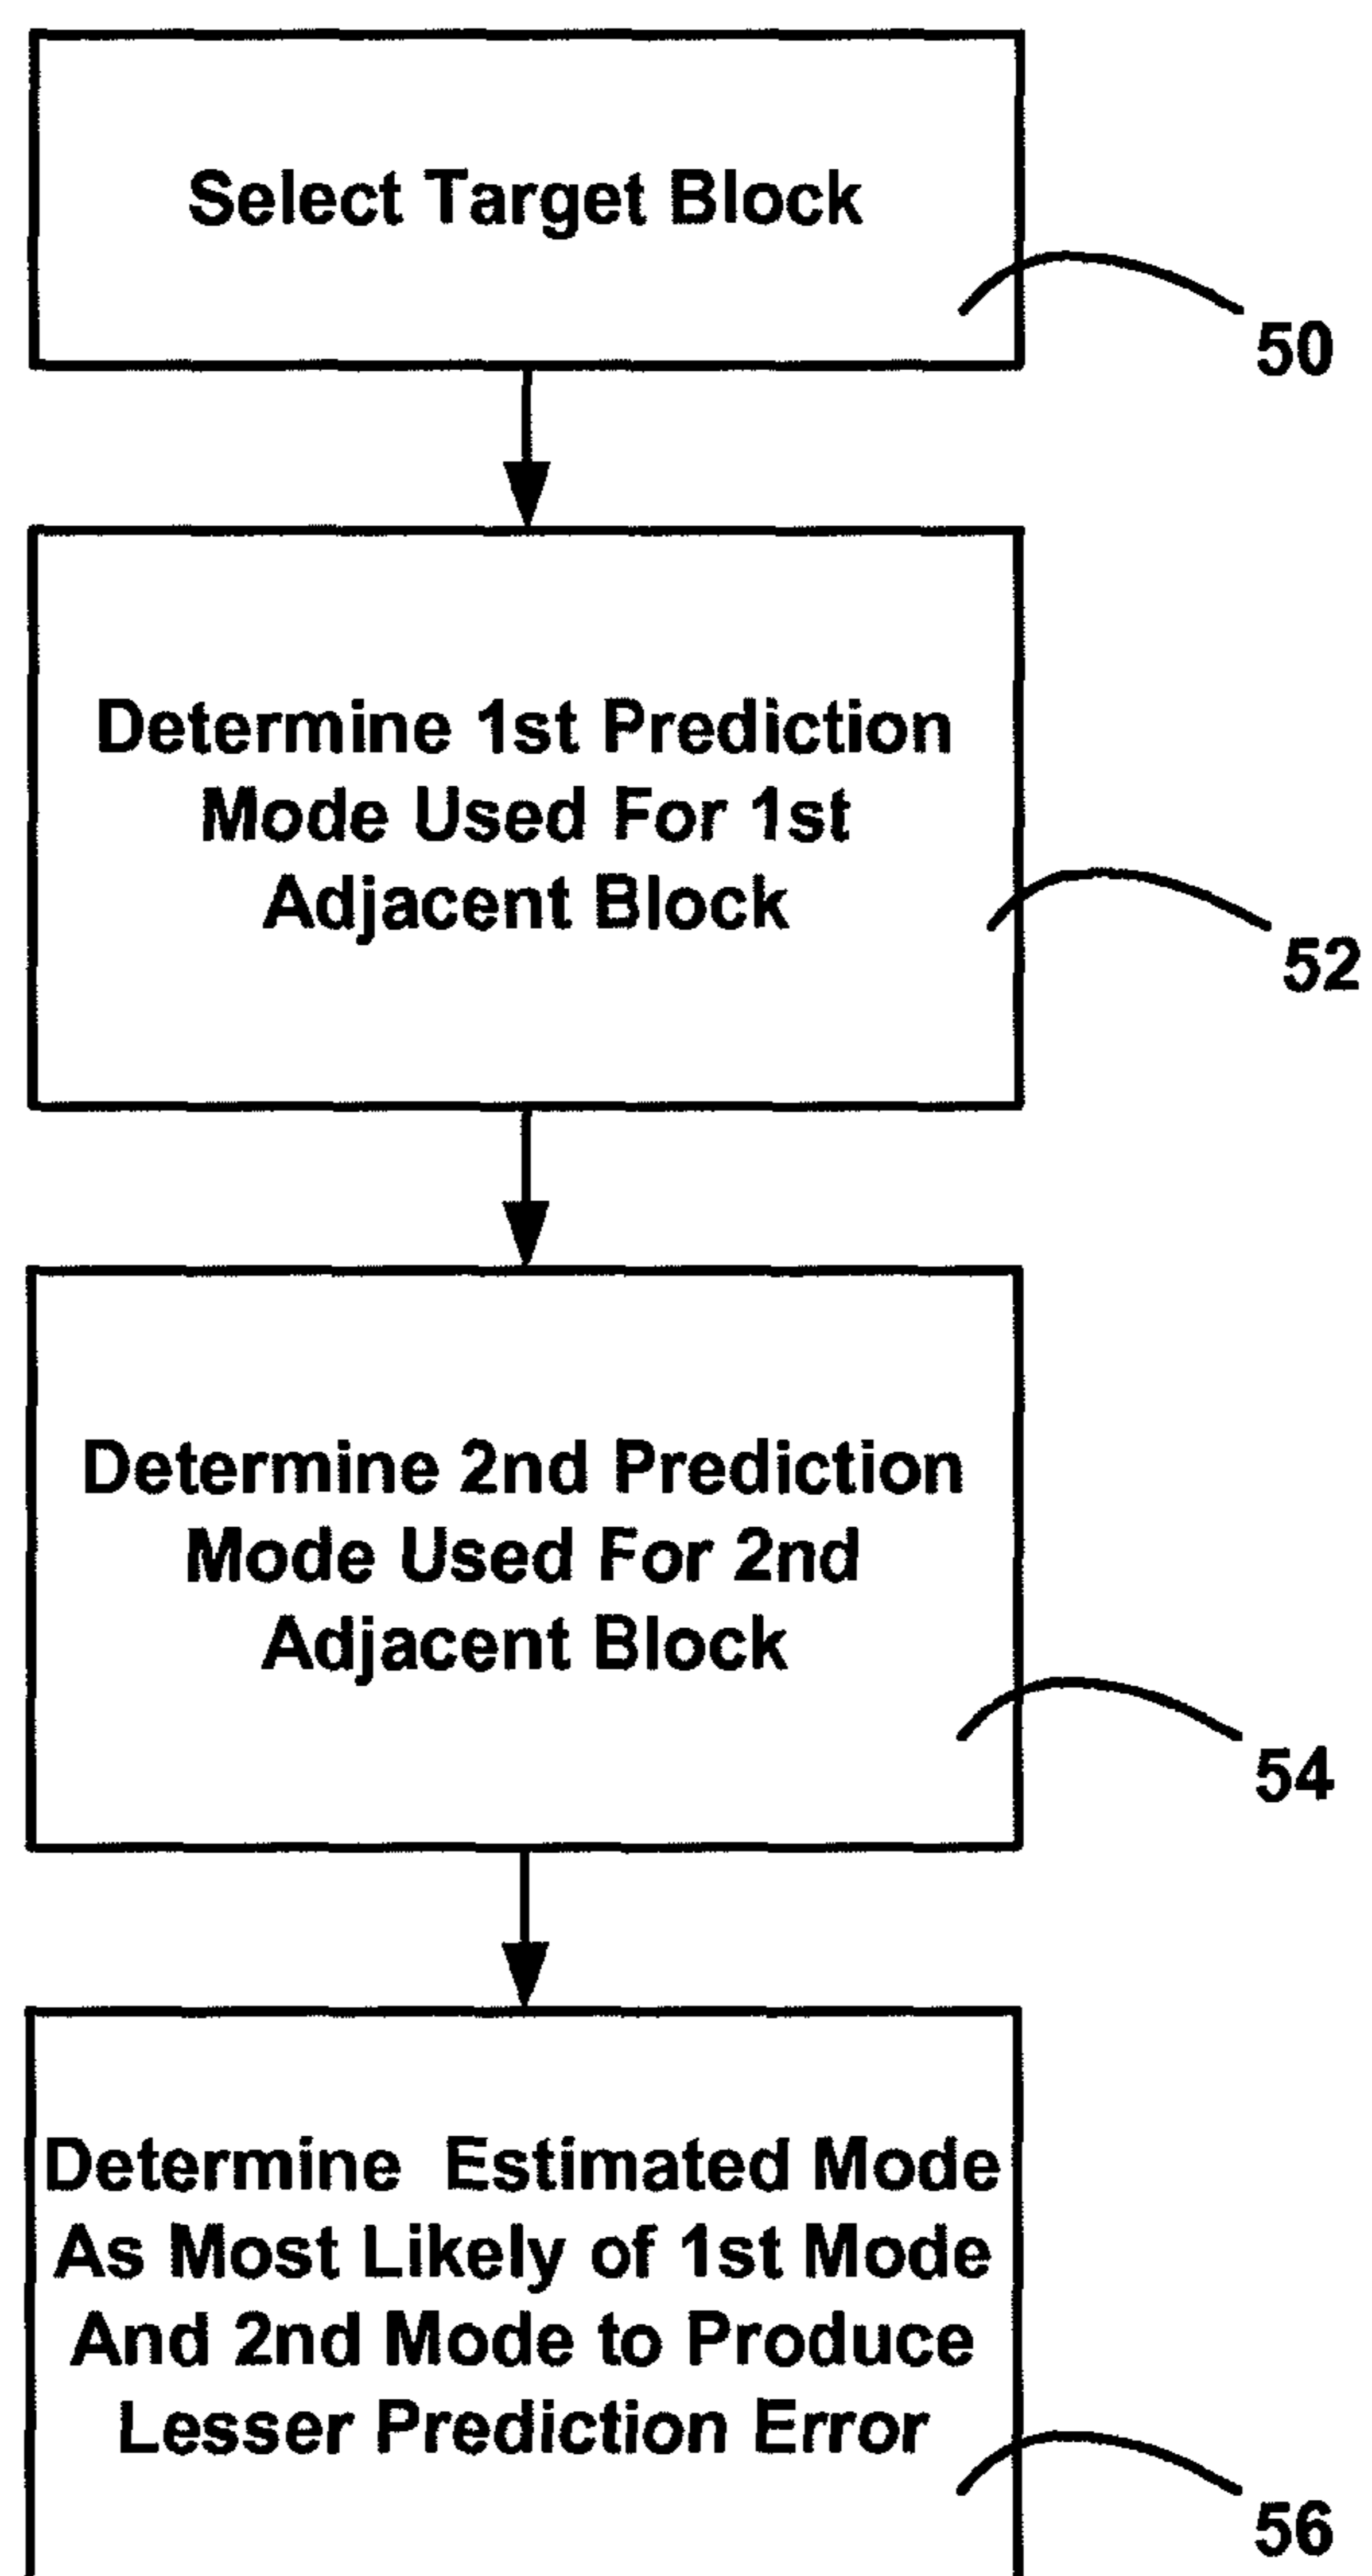 Select Target Block
50
Determine 1st Prediction
Mode Used For 1st
Adjacent Block
52
Determine 2nd Prediction
Mode Used For 2nd
Adjacent Block
54
Determine Estimated Mode
As Most Likely of 1st Mode
And 2nd Mode to Produce
Lesser Prediction Error
56